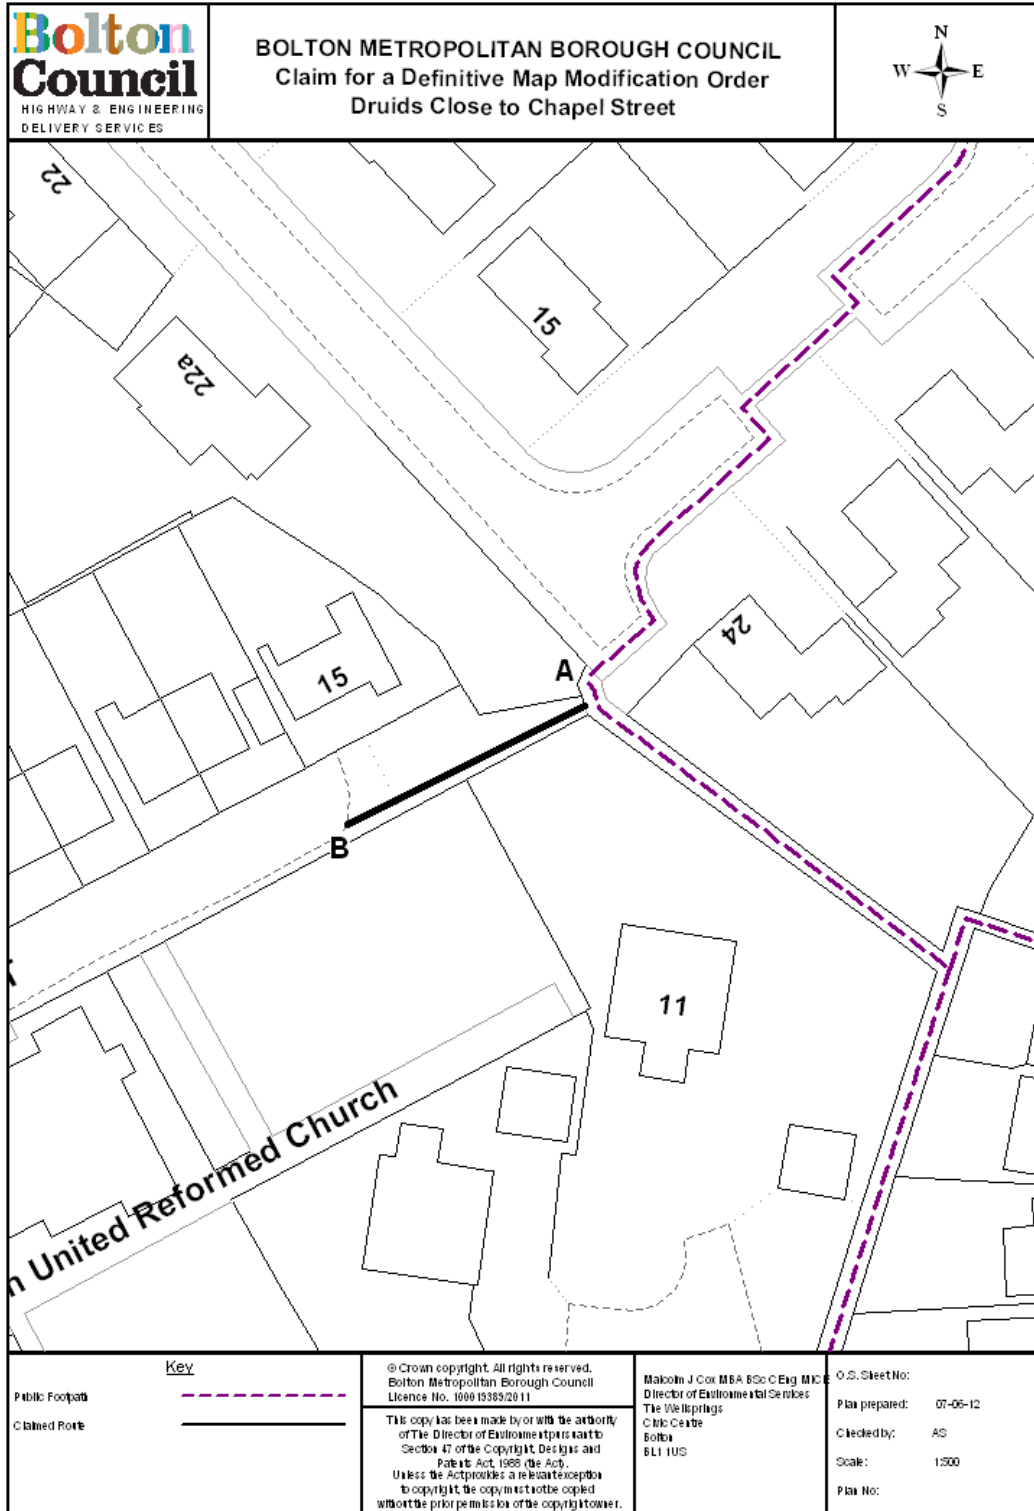 Bolton
Council
HIGHWAY & ENGINEERING
DELIVERY SERVICES
BOLTON METROPOLITAN BOROUGH COUNCIL
Claim for a Definitive Map Modification Order
Druids Close to Chapel Street
N
W E
S
22
15
22a
24
A
15
B
11
n United Reformed Church
Key
Public Footpath
Claimed Route
© Crown copyright. All rights reserved.
Bolton Metropolitan Borough Council
Licence No. 100019389/2011
This copy has been made by or with the authority
of The Director of Environment pursuant to
Section 47 of the Copyright, Designs and
Patents Act, 1988 (the Act).
Unless the Act provides a relevant exception
to copyright, the copy must not be copied
without the prior permission of the copyright owner.
Malcolm J Cox MBA BSc C Eng MIC E
Director of Environmental Services
The Wellsprings
Civic Centre
Bolton
BL1 1US
O.S. Sheet No:
Plan prepared: 07-06-12
Checked by: AS
Scale: 1:500
Plan No: